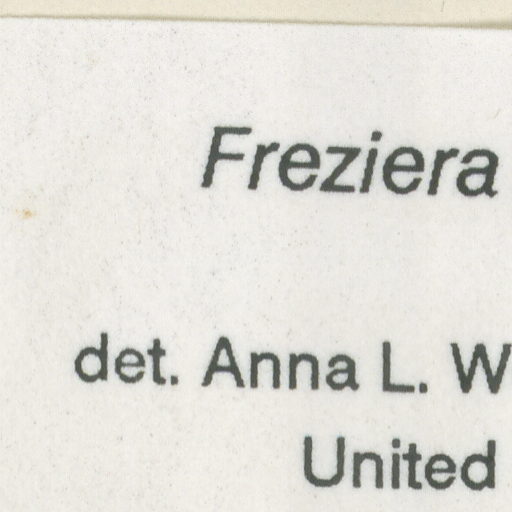 Freziera
det. Anna L. W
United